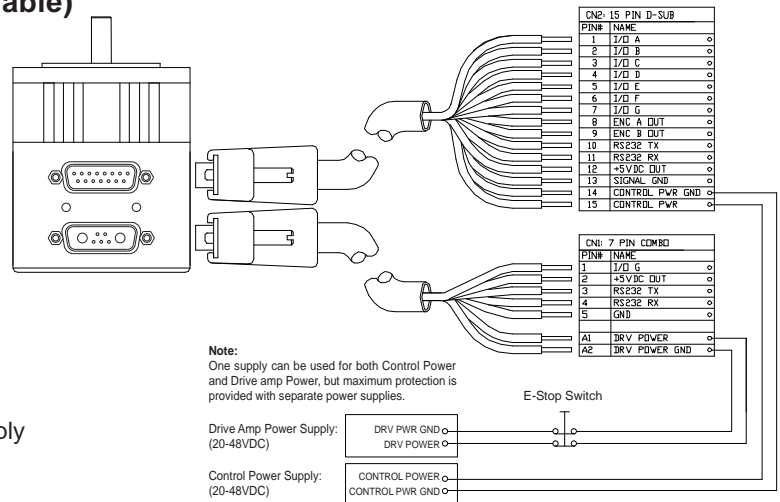 able)
CN2: 15 PIN D-SUB
PIN# NAME
1 I/O A
2 I/O B
3 I/O C
4 I/O D
5 I/O E
6 I/O F
7 I/O G
8 ENC A OUT
9 ENC B OUT
10 RS232 TX
11 RS232 RX
12 +5VDC OUT
13 SIGNAL GND
14 CONTROL PWR GND
15 CONTROL PWR
CN1: 7 PIN COMBO
PIN# NAME
1 I/O G
2 +5VDC OUT
3 RS232 TX
4 RS232 RX
5 GND
A1 DRV POWER
A2 DRV POWER GND
Note:
One supply can be used for both Control Power
and Drive amp Power, but maximum protection is
provided with separate power supplies.
E-Stop Switch
ply
Drive Amp Power Supply:
(20-48VDC)
DRV PWR GND
DRV POWER
Control Power Supply:
(20-48VDC)
CONTROL POWER
CONTROL PWR GND